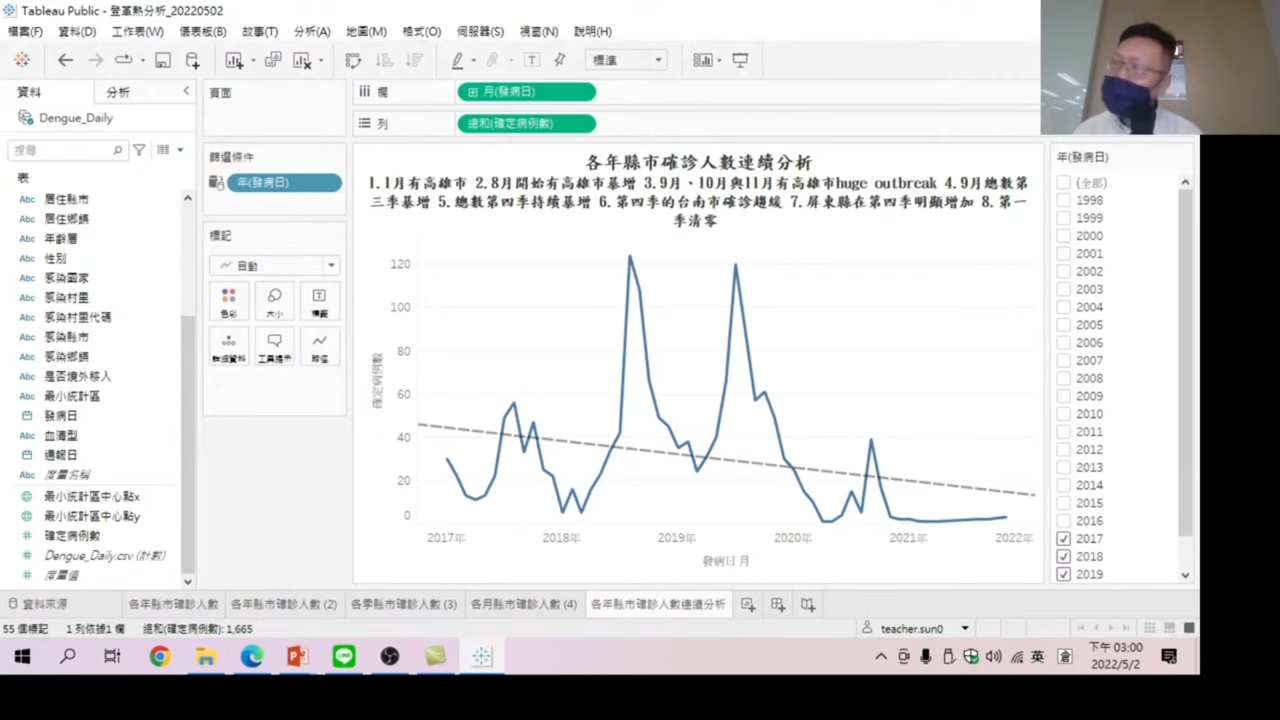 Tableau Public - 登革熱分析_20220502
檔案(F) 資料(D) 工作表(W) 儀表板(B) 故事(T) 分析(A) 地圖(M) 格式(O) 伺服器(S) 視窗(N) 說明(H)
標準
資料 分析
Dengue_Daily
搜尋
表
Abc 居住縣市
Abc 居住鄉鎮
Abc 年齡層
Abc 性別
Abc 感染國家
Abc 感染村里
Abc 感染村里代碼
Abc 感染縣市
Abc 感染鄉鎮
Abc 是否境外移入
Abc 最小統計區
發病日
Abc 血清型
通報日
Abc 度量名稱
最小統計區中心點x
最小統計區中心點y
# 確定病例數
# Dengue_Daily.csv (計數)
# 度量值
頁面
篩選條件
年(發病日)
標記
自動
色彩 大小 標籤
詳細資料 工具提示 路徑
欄 月(發病日)
列 總和(確定病例數)
各年縣市確診人數連續分析
1.1月有高雄市 2.8月開始有高雄市基增 3.9月、10月與11月有高雄市huge outbreak 4.9月總數第
三季基增 5.總數第四季持續基增 6.第四季的台南市確診趨緩 7.屏東縣在第四季明顯增加 8.第一
季清零
確定病例數
120
100
80
60
40
20
0
2017年 2018年 2019年 2020年 2021年 2022年
發病日 月
年(發病日)
(全部)
1998
1999
2000
2001
2002
2003
2004
2005
2006
2007
2008
2009
2010
2011
2012
2013
2014
2015
2016
2017
2018
2019
資料來源 各年縣市確診人數 各年縣市確診人數 (2) 各季縣市確診人數 (3) 各月縣市確診人數 (4) 各年縣市確診人數連續分析
55 個標記 1 列依據1 欄 總和(確定病例數): 1,665
teacher.sun0
英
下午 03:00
2022/5/2